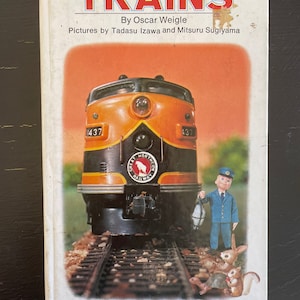 TRAINS
By Oscar Weigle
Pictures by Tadasu Izawa and Mitsuru Sugiyama
437
437